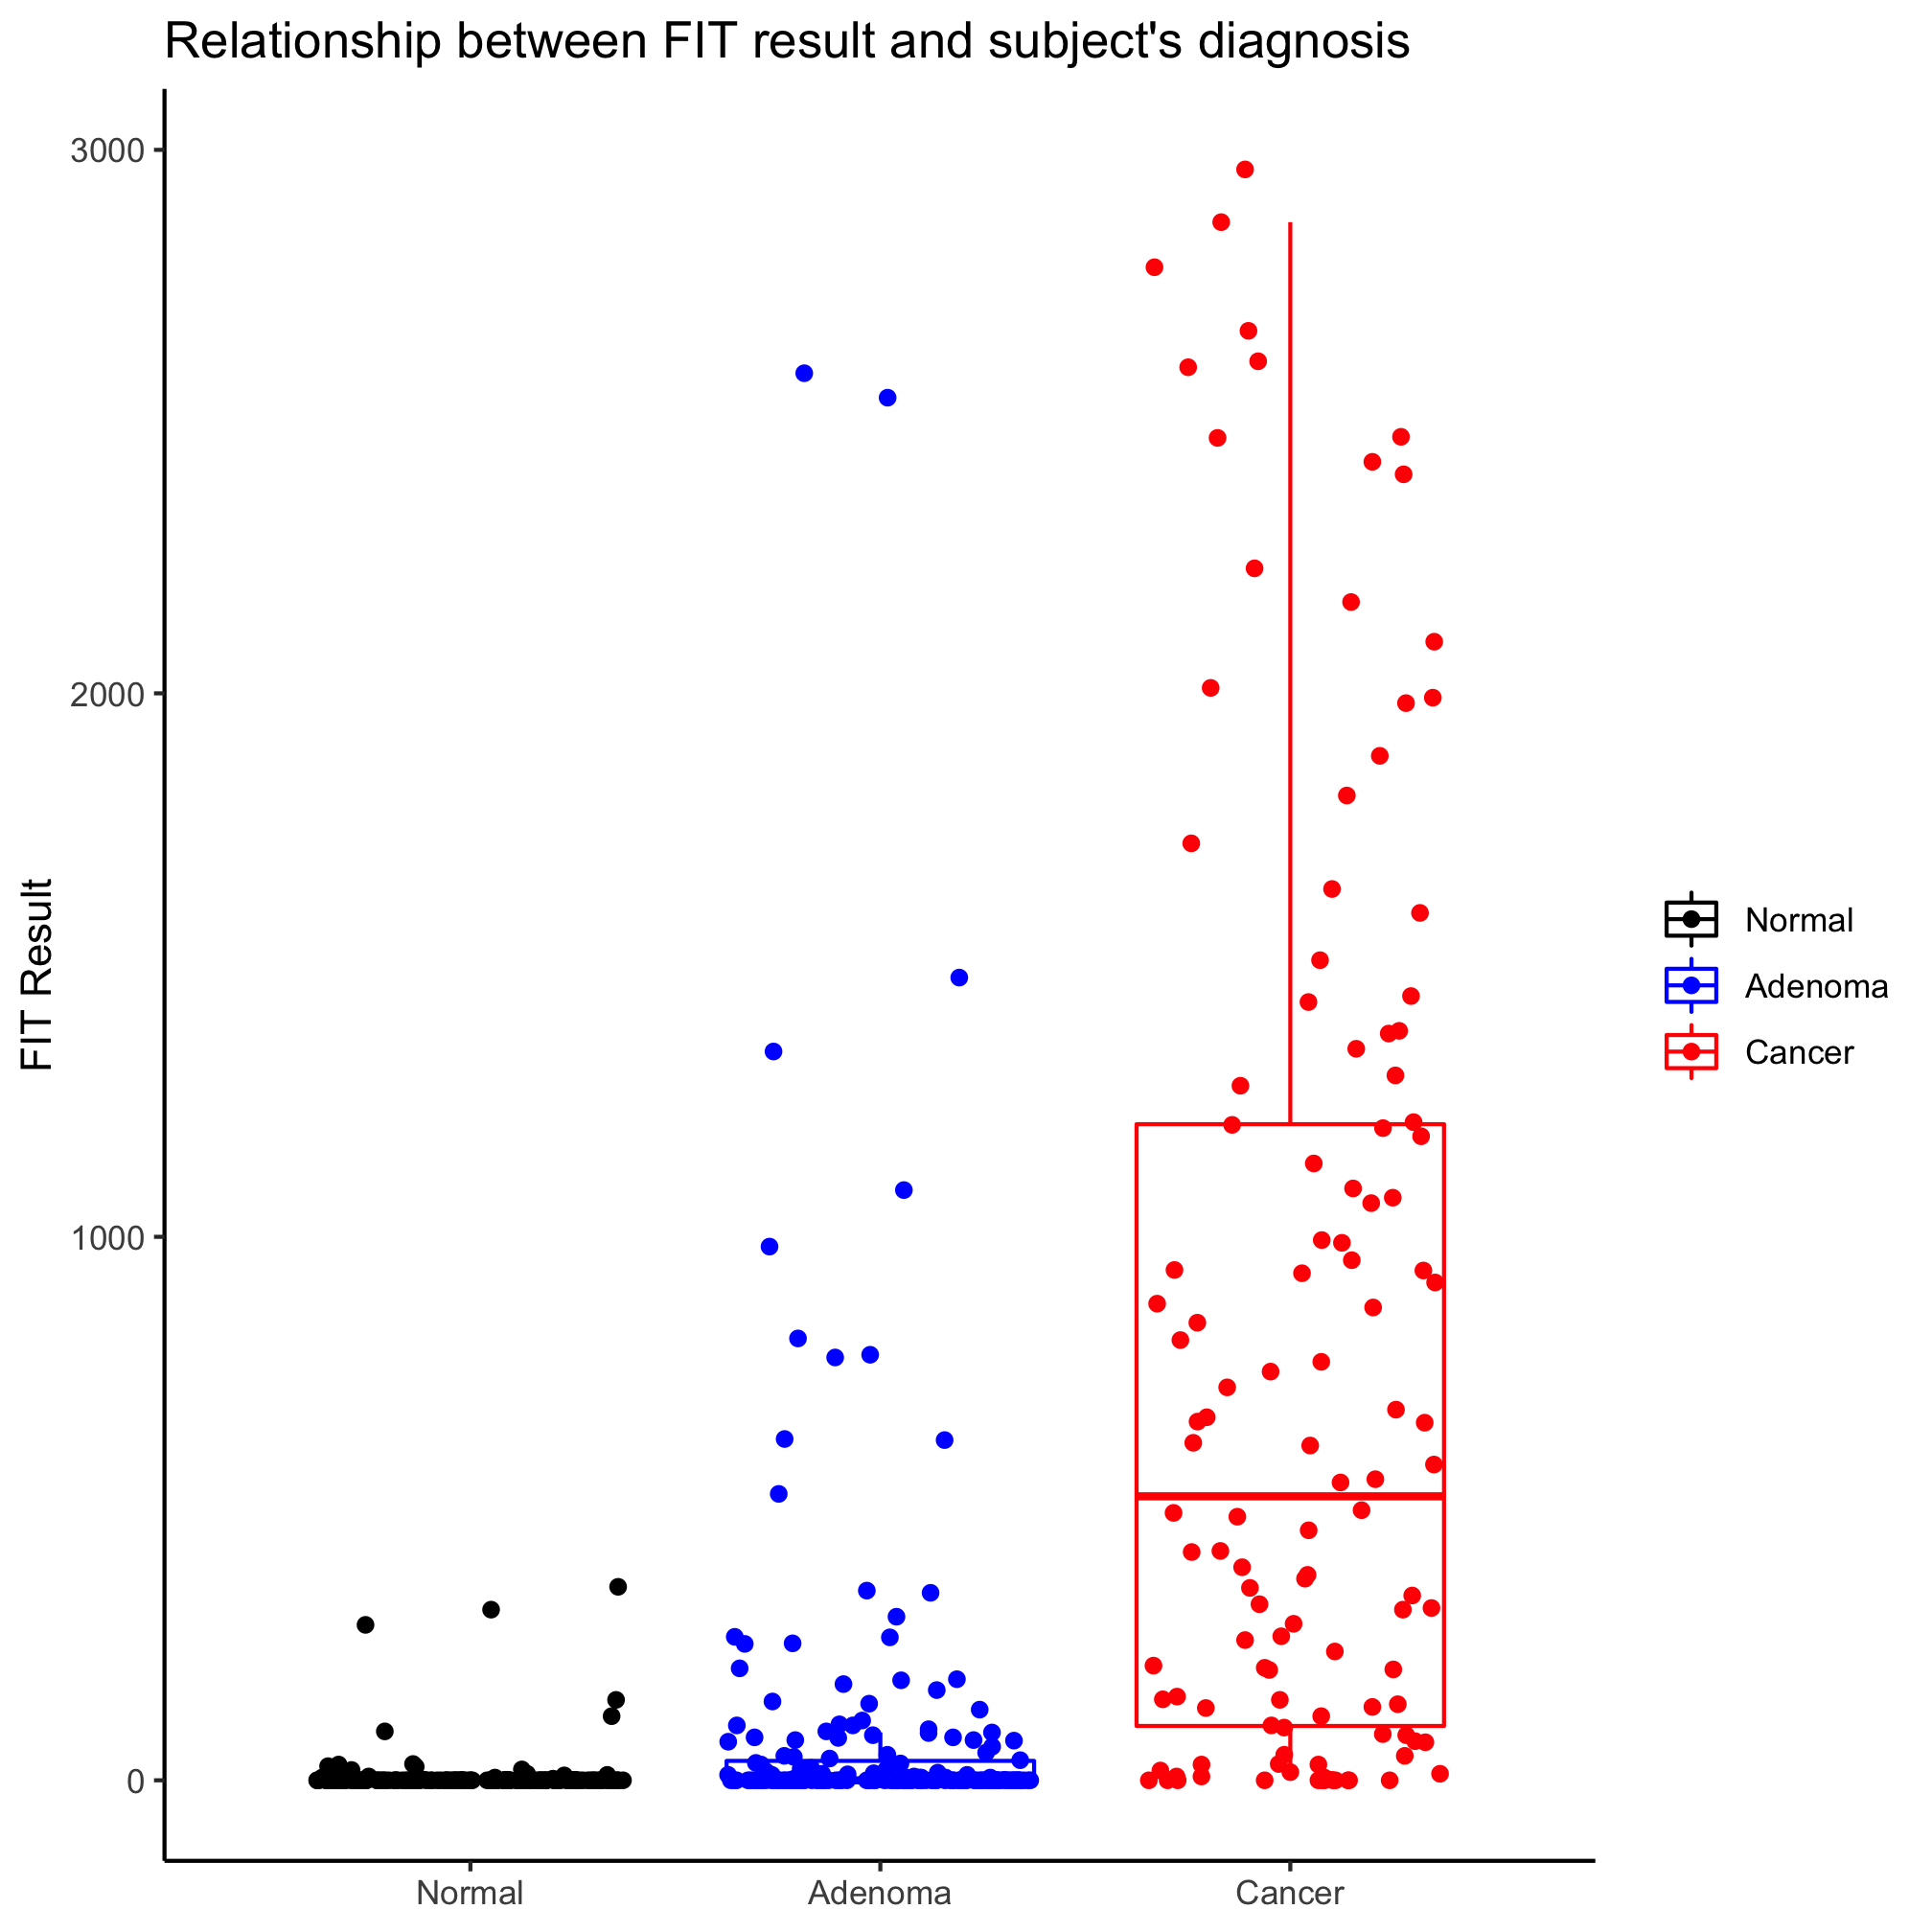 Relationship between FIT result and subject's diagnosis
3000
2000
1000
0
FIT Result
Normal
Adenoma
Cancer
Normal
Adenoma
Cancer